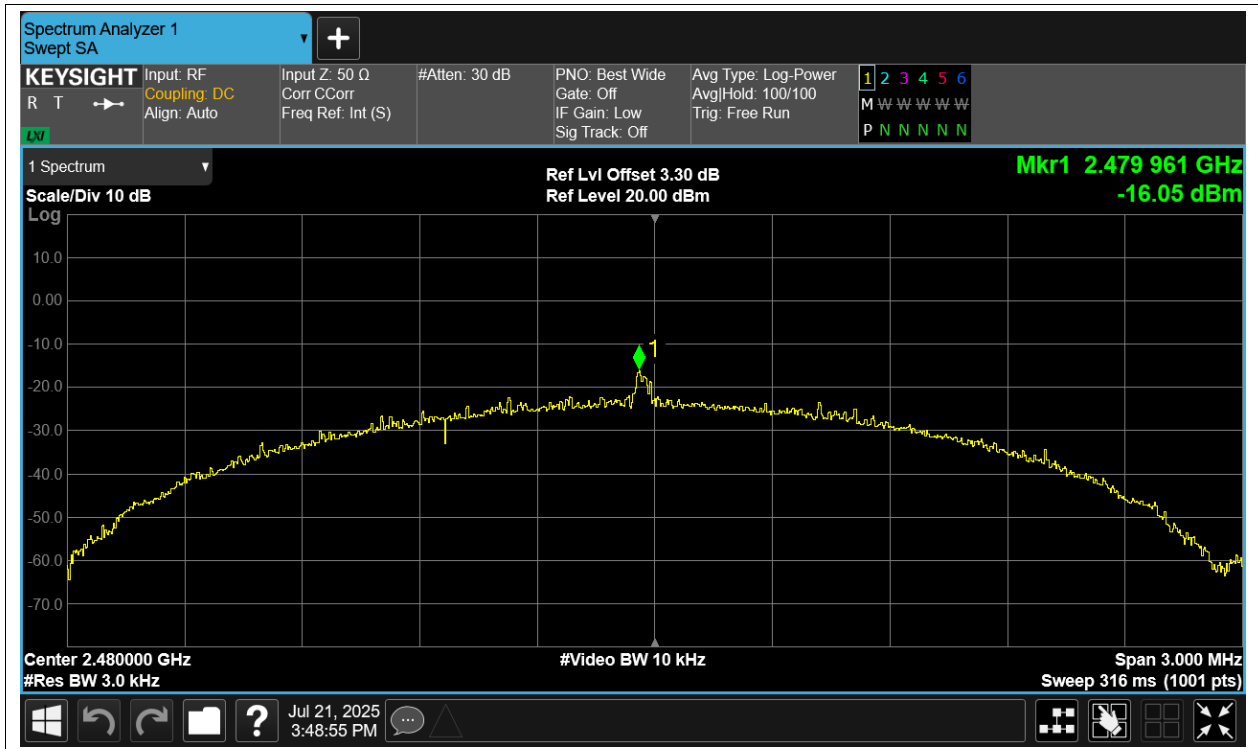 Spectrum Analyzer 1
Swept SA
+
KEYSIGHT
R T
LXI
Input: RF
Coupling: DC
Align: Auto
Input Z: 50 Ω
Corr CCorr
Freq Ref: Int (S)
#Atten: 30 dB
PNO: Best Wide
Gate: Off
IF Gain: Low
Sig Track: Off
Avg Type: Log-Power
Avg|Hold: 100/100
Trig: Free Run
1 2 3 4 5 6
M W W W W W
P N N N N N
1 Spectrum
Scale/Div 10 dB
Ref Lvl Offset 3.30 dB
Ref Level 20.00 dBm
Mkr1 2.479 961 GHz
-16.05 dBm
Log
10.0
0.00
-10.0
-20.0
-30.0
-40.0
-50.0
-60.0
-70.0
1
Center 2.480000 GHz
#Res BW 3.0 kHz
#Video BW 10 kHz
Span 3.000 MHz
Sweep 316 ms (1001 pts)
?
Jul 21, 2025
3:48:55 PM